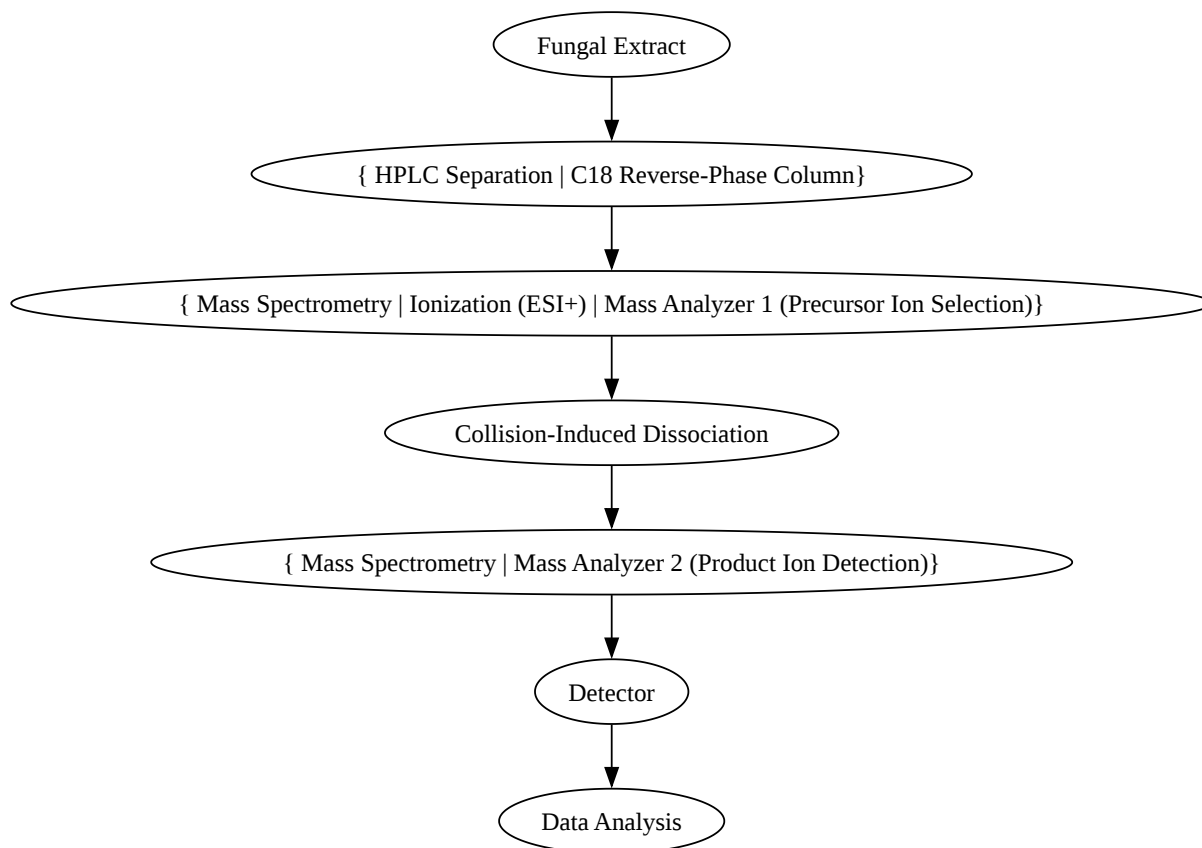 Fungal Extract
{ HPLC Separation | C18 Reverse-Phase Column}
{ Mass Spectrometry | Ionization (ESI+) | Mass Analyzer 1 (Precursor Ion Selection)}
Collision-Induced Dissociation
{ Mass Spectrometry | Mass Analyzer 2 (Product Ion Detection)}
Detector
Data Analysis